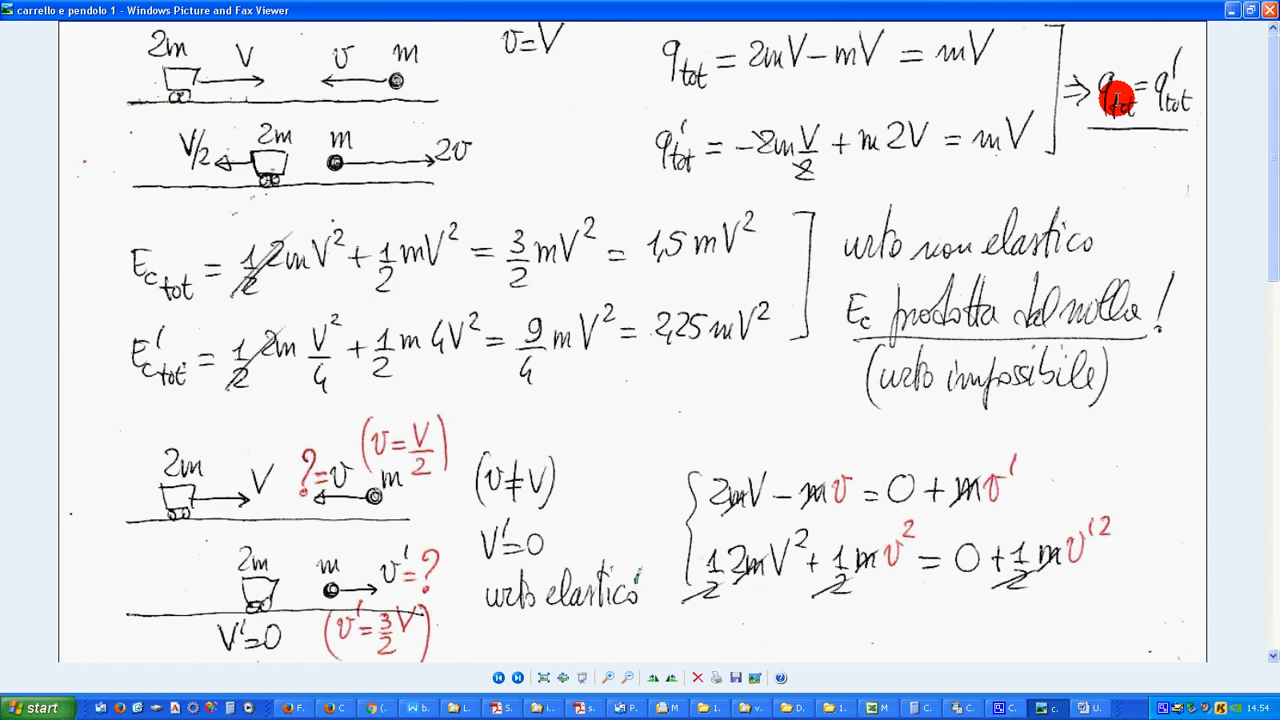 carrello e pendolo 1 - Windows Picture and Fax Viewer
2m V v m
v=V
q_tot = 2mV - mV = mV
⇒ q_tot = q'_tot
V/2 2m m 2v
q'_tot = -2m V/2 + m 2V = mV
E_c tot = 1/2 2mV² + 1/2 mV² = 3/2 mV² = 1,5 mV²
urto non elastico
E_c prodotta dal nulla!
E'_c tot = 1/2 2m V²/4 + 1/2 m 4V² = 9/4 mV² = 2,25 mV²
(urto impossibile)
2m V ?= v (v = V/2) m
(v ≠ V)
2mV - mv = 0 + mv'
V'=0
1/2 2mV² + 1/2 mv² = 0 + 1/2 mv'²
2m m v' = ?
urto elastico
V'=0 (v' = 3/2 V)
start
14.54